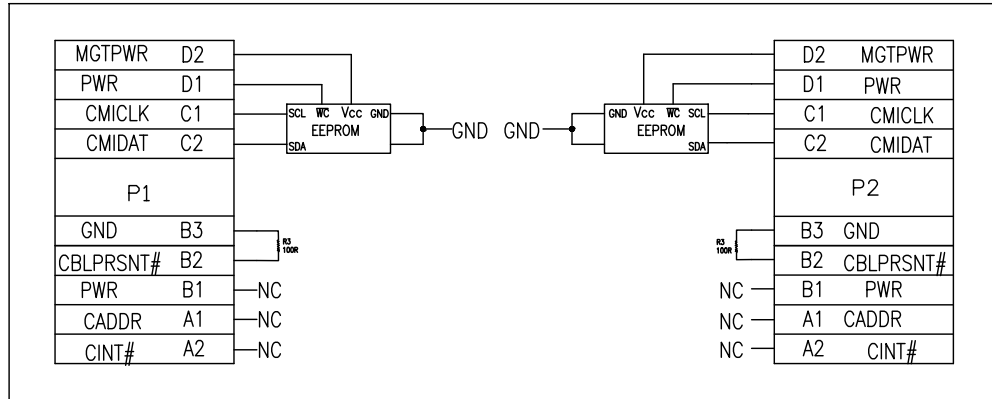 MGTPWR D2
PWR D1
CMICLK C1
CMIDAT C2
P1
GND B3
CBLPRSNT# B2
PWR B1 NC
CADDR A1 NC
CINT# A2 NC
SCL WC Vcc GND
EEPROM
SDA
GND
R3
100R
GND
GND Vcc WC SCL
EEPROM
SDA
R3
100R
D2 MGTPWR
D1 PWR
C1 CMICLK
C2 CMIDAT
P2
B3 GND
B2 CBLPRSNT#
NC B1 PWR
NC A1 CADDR
NC A2 CINT#